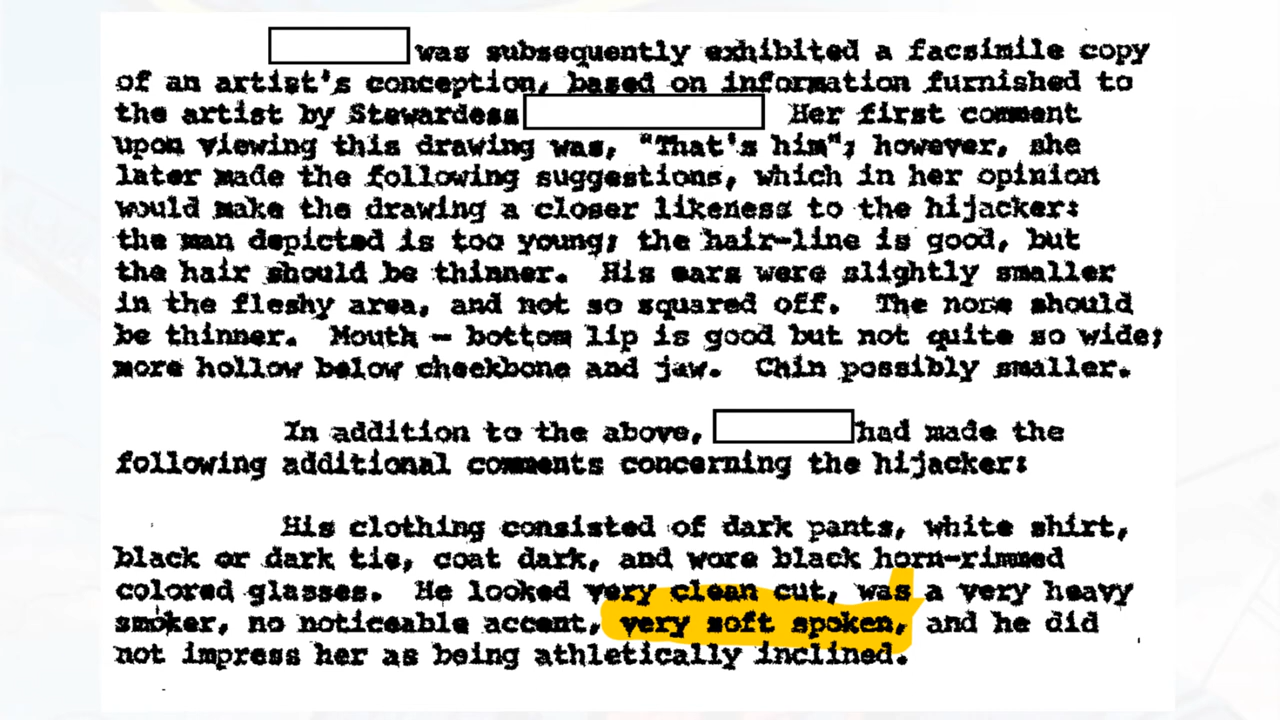 was subsequently exhibited a facsimile copy
of an artist's conception, based on information furnished to
the artist by Stewardess Her first comment
upon viewing this drawing was, "That's him"; however, she
later made the following suggestions, which in her opinion
would make the drawing a closer likeness to the hijacker:
the man depicted is too young; the hair-line is good, but
the hair should be thinner. His ears were slightly smaller
in the fleshy area, and not so squared off. The nose should
be thinner. Mouth - bottom lip is good but not quite so wide;
more hollow below cheekbone and jaw. Chin possibly smaller.
In addition to the above, had made the
following additional comments concerning the hijacker:
His clothing consisted of dark pants, white shirt,
black or dark tie, coat dark, and wore black horn-rimmed
colored glasses. He looked very clean cut, was a very heavy
smoker, no noticeable accent, very soft spoken, and he did
not impress her as being athletically inclined.